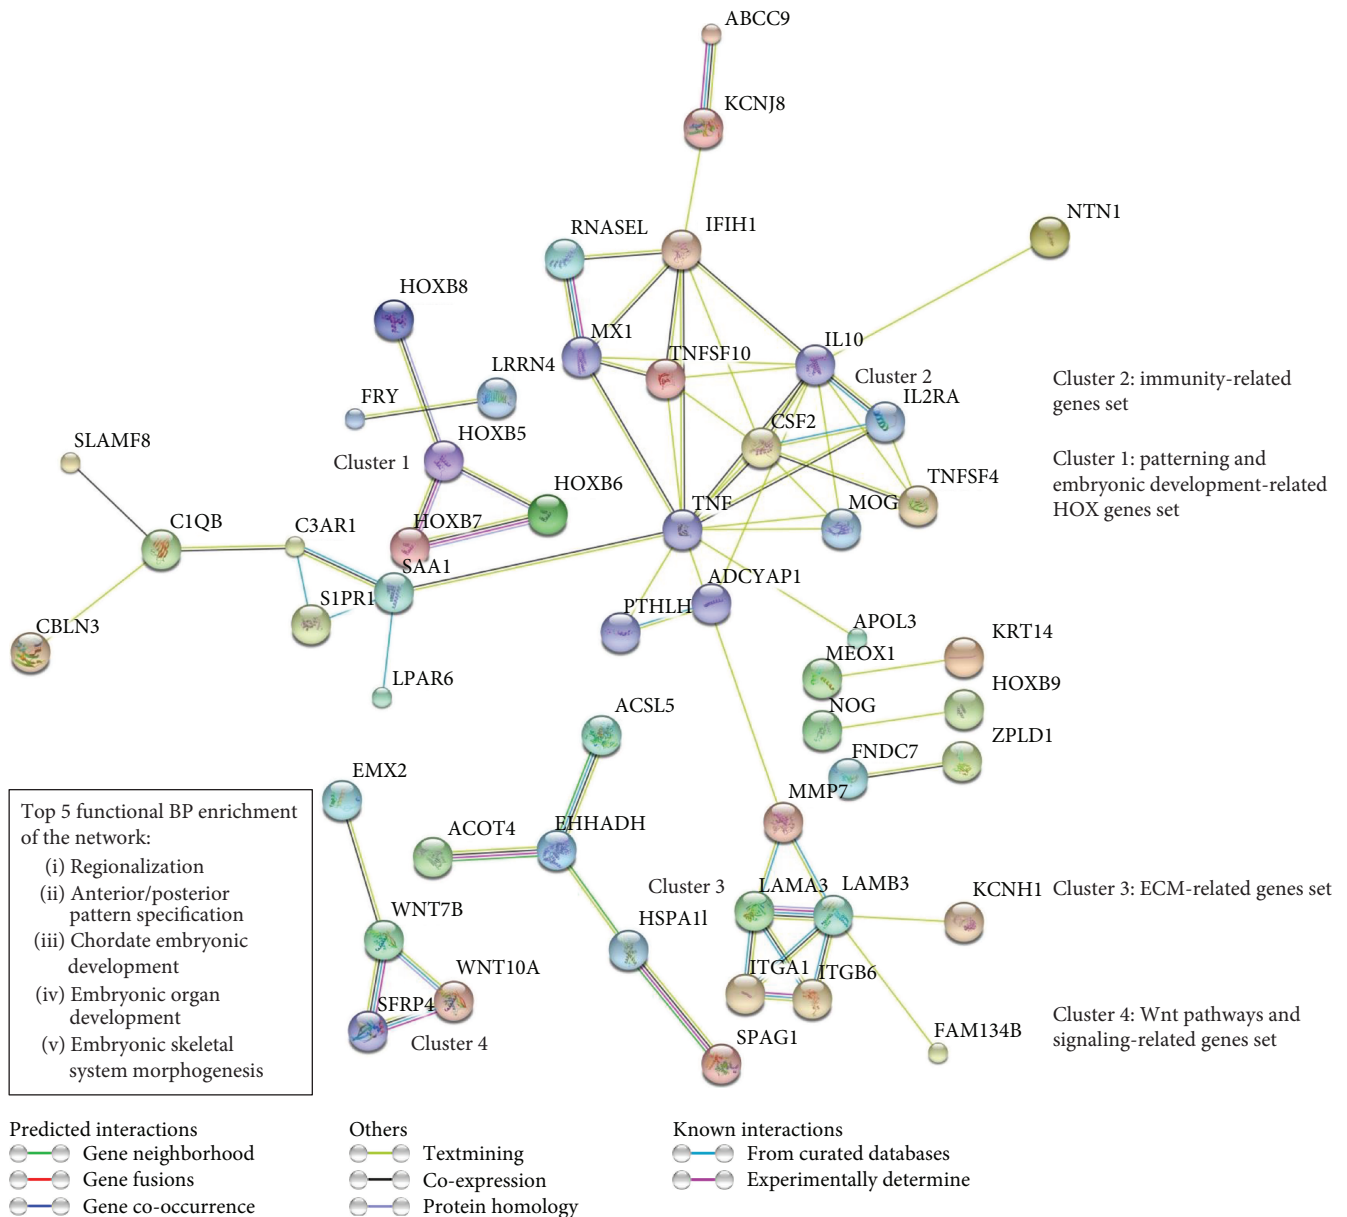 ABCC9
KCNJ8
NTN1
RNASEL
IFIH1
HOXB8
MX1
IL10
TNFSF10
LRRN4
Cluster 2
FRY
IL2RA
CSF2
HOXB5
SLAMF8
Cluster 1
TNFSF4
HOXB6
MOG
TNF
C1QB
C3AR1
HOXB7
SAA1
ADCYAP1
S1PR1
PTHLH
CBLN3
APOL3
KRT14
MEOX1
LPAR6
HOXB9
ACSL5
NOG
ZPLD1
FNDC7
EMX2
MMP7
ACOT4
EHHADH
Cluster 3
LAMA3
LAMB3
KCNH1
WNT7B
HSPA1l
WNT10A
ITGA1
ITGB6
SFRP4
Cluster 4
SPAG1
FAM134B
Cluster 2: immunity-related
genes set
Cluster 1: patterning and
embryonic development-related
HOX genes set
Cluster 3: ECM-related genes set
Cluster 4: Wnt pathways and
signaling-related genes set
Top 5 functional BP enrichment
of the network:
(i) Regionalization
(ii) Anterior/posterior
pattern specification
(iii) Chordate embryonic
development
(iv) Embryonic organ
development
(v) Embryonic skeletal
system morphogenesis
Predicted interactions
Gene neighborhood
Gene fusions
Gene co-occurrence
Others
Textmining
Co-expression
Protein homology
Known interactions
From curated databases
Experimentally determine